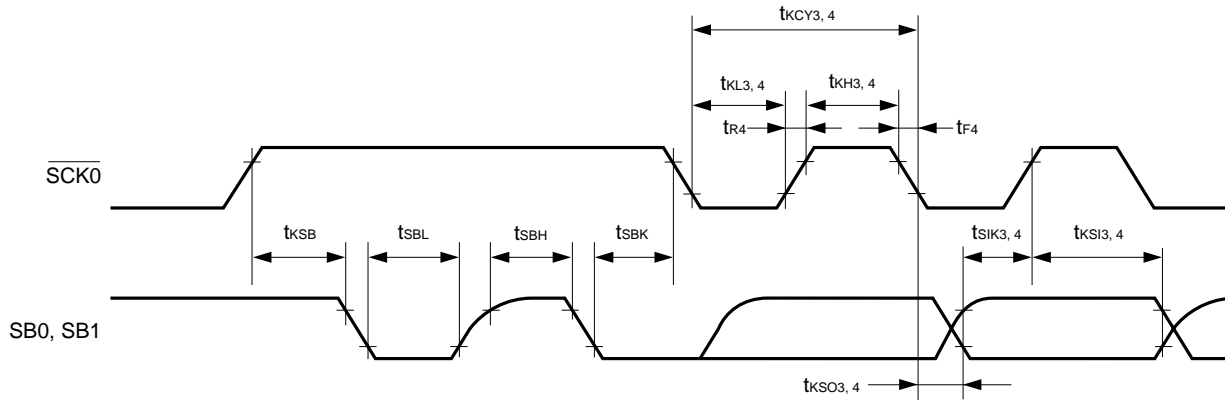 tKCY3, 4
tKL3, 4 tKH3, 4
tR4 tF4
SCK0
tKSB tSBL tSBH tSBK tSIK3, 4 tKSI3, 4
SB0, SB1
tKSO3, 4